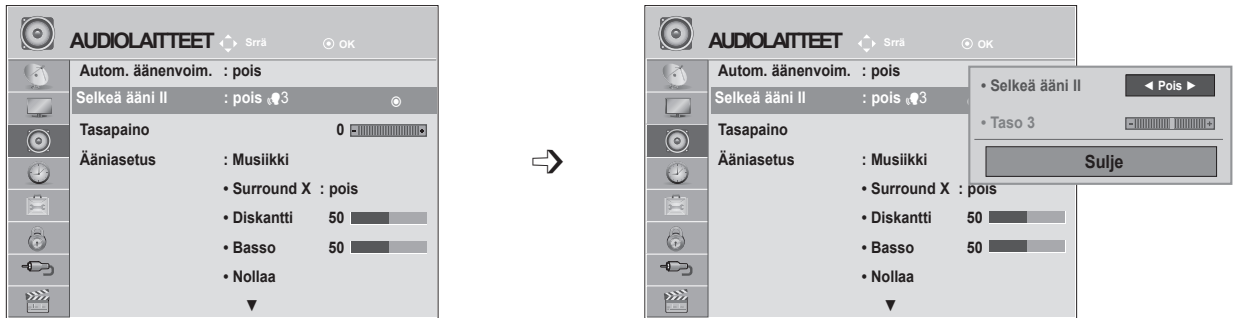 AUDIOLAITTEET Srrä OK
Autom. äänenvoim. : pois
Selkeä ääni II : pois 3
Tasapaino 0 - +
Ääniasetus : Musiikki
• Surround X : pois
• Diskantti 50
• Basso 50
• Nollaa
▼
AUDIOLAITTEET Srrä OK
Autom. äänenvoim. : pois
Selkeä ääni II : pois 3
Tasapaino
Ääniasetus : Musiikki
• Surround X : pois
• Diskantti 50
• Basso 50
• Nollaa
▼
• Selkeä ääni II ◄ Pois ►
• Taso 3 - +
Sulje